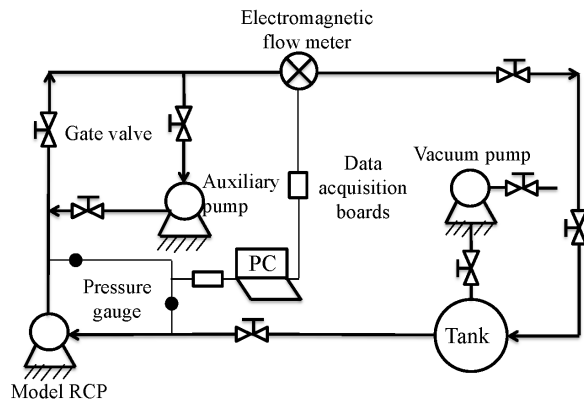 Electromagnetic
flow meter
Gate valve
Auxiliary
pump
Data
acquisition
boards
Vacuum pump
PC
Pressure
gauge
Tank
Model RCP